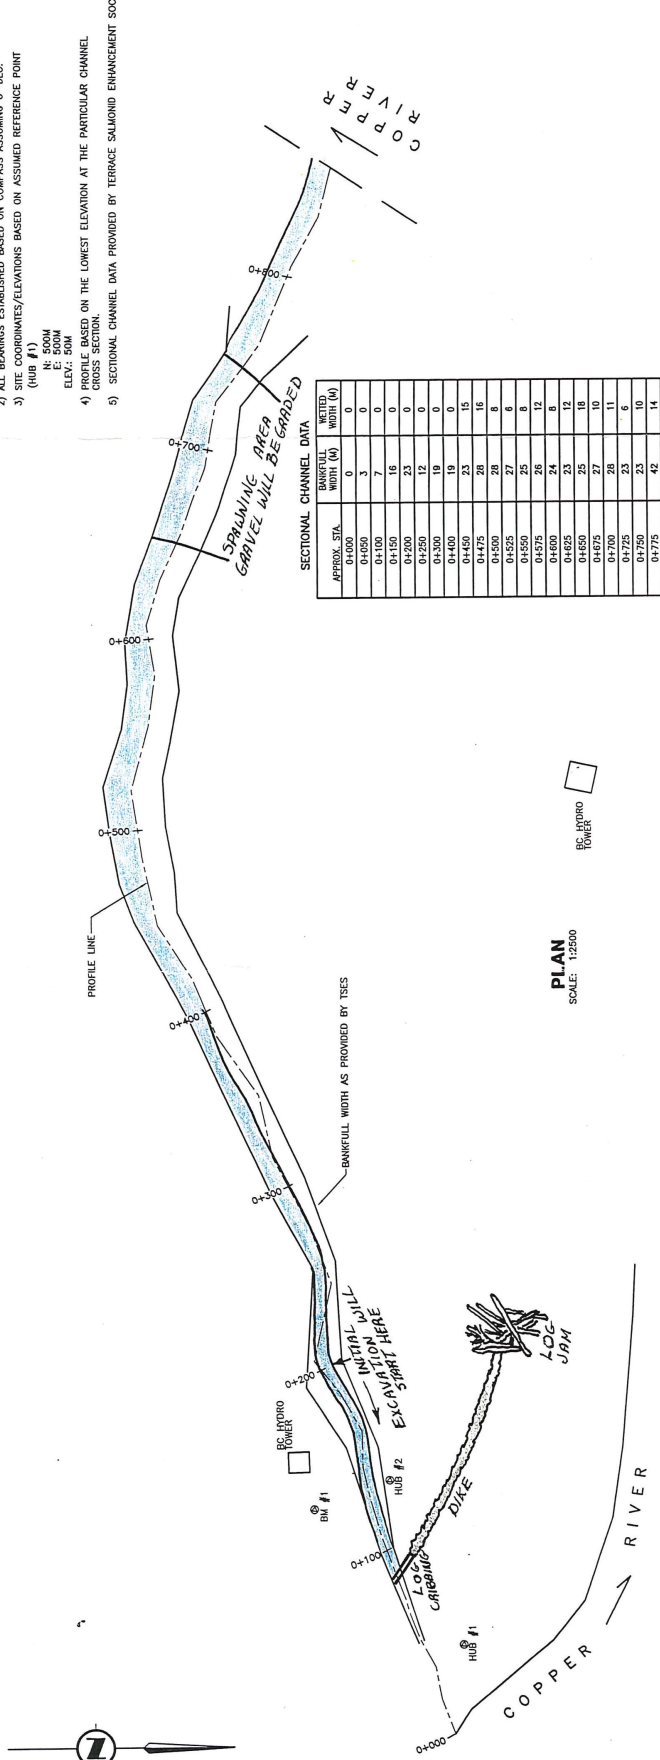 2) ALL BEARINGS ESTABLISHED BASED ON COMPASS ASSUMING 0° DEC.
3) SITE COORDINATES/ELEVATIONS BASED ON ASSUMED REFERENCE POINT
(HUB #1)
N: 500M
E: 500M
ELEV.: 50M
4) PROFILE BASED ON THE LOWEST ELEVATION AT THE PARTICULAR CHANNEL
CROSS SECTION.
5) SECTIONAL CHANNEL DATA PROVIDED BY TERRACE SALMONID ENHANCEMENT SOC
COPPER
RIVER
0+800
0+700
0+600
0+500
0+400
0+300
0+200
0+100
0+000
SPAWNING AREA
GRAVEL WILL BE GRADED
PROFILE LINE
BANKFULL WIDTH AS PROVIDED BY TSES
INITIAL
EXCAVATION WILL
START HERE
BC HYDRO
TOWER
BM #1
HUB #2
HUB #1
LOG
CRIBBING
DIKE
LOG
JAM
COPPER RIVER
N
BC HYDRO
TOWER
PLAN
SCALE: 1:2500
SECTIONAL CHANNEL DATA
APPROX. STA. BANKFULL WIDTH (M) WETTED WIDTH (M)
0+000 0 0
0+050 3 0
0+100 7 0
0+150 16 0
0+200 23 0
0+250 12 0
0+300 19 0
0+400 19 0
0+450 23 15
0+475 28 16
0+500 28 8
0+525 27 6
0+550 25 8
0+575 26 12
0+600 24 8
0+625 23 12
0+650 25 18
0+675 27 10
0+700 28 11
0+725 23 6
0+750 23 10
0+775 42 14